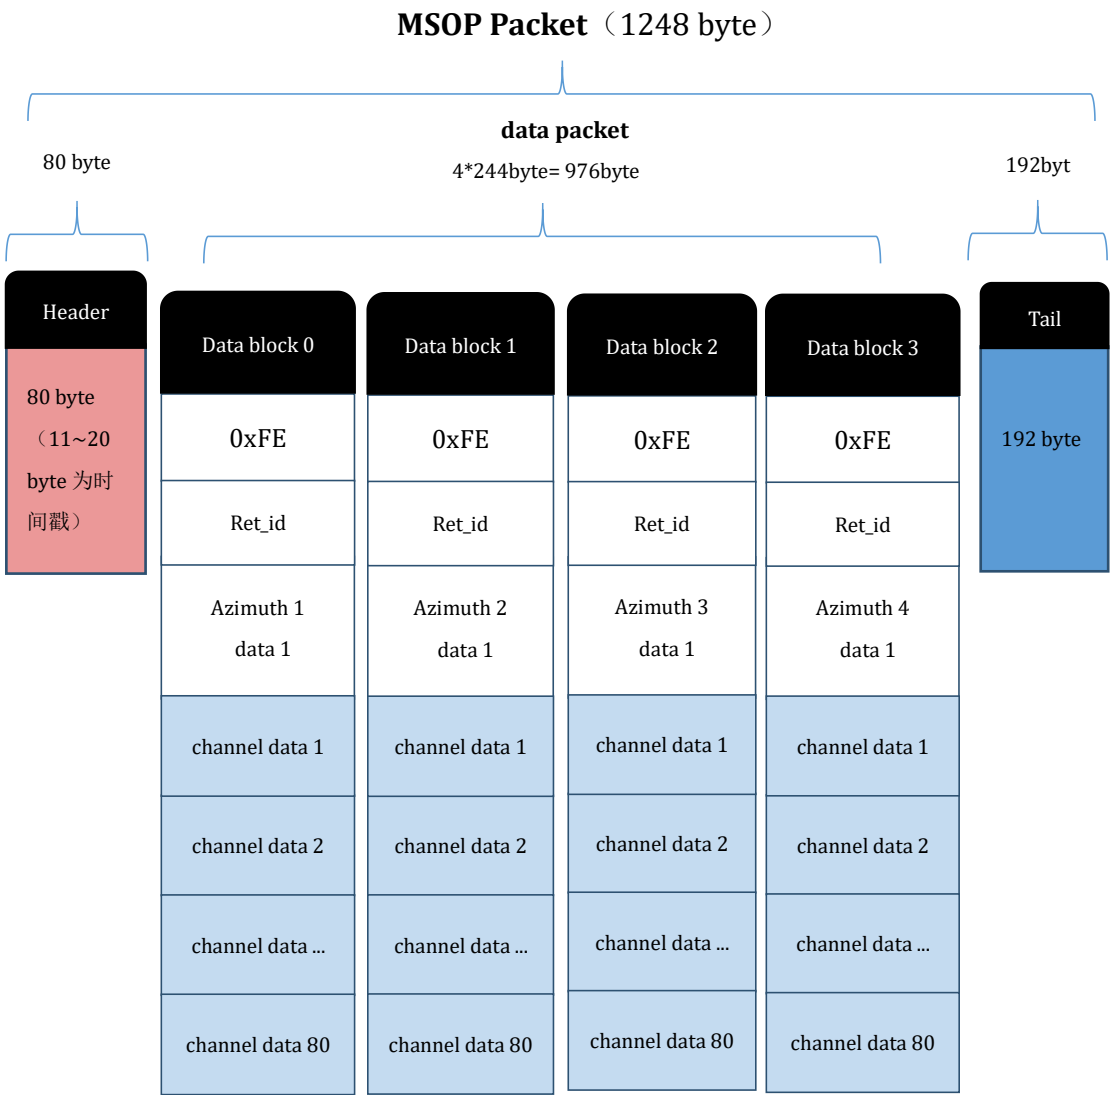 MSOP Packet（1248 byte）
data packet
80 byte
4*244byte= 976byte
192byt
Header
80 byte
（11~20
byte 为时
间戳）
Data block 0
0xFE
Ret_id
Azimuth 1
data 1
channel data 1
channel data 2
channel data ...
channel data 80
Data block 1
0xFE
Ret_id
Azimuth 2
data 1
channel data 1
channel data 2
channel data ...
channel data 80
Data block 2
0xFE
Ret_id
Azimuth 3
data 1
channel data 1
channel data 2
channel data ...
channel data 80
Data block 3
0xFE
Ret_id
Azimuth 4
data 1
channel data 1
channel data 2
channel data ...
channel data 80
Tail
192 byte